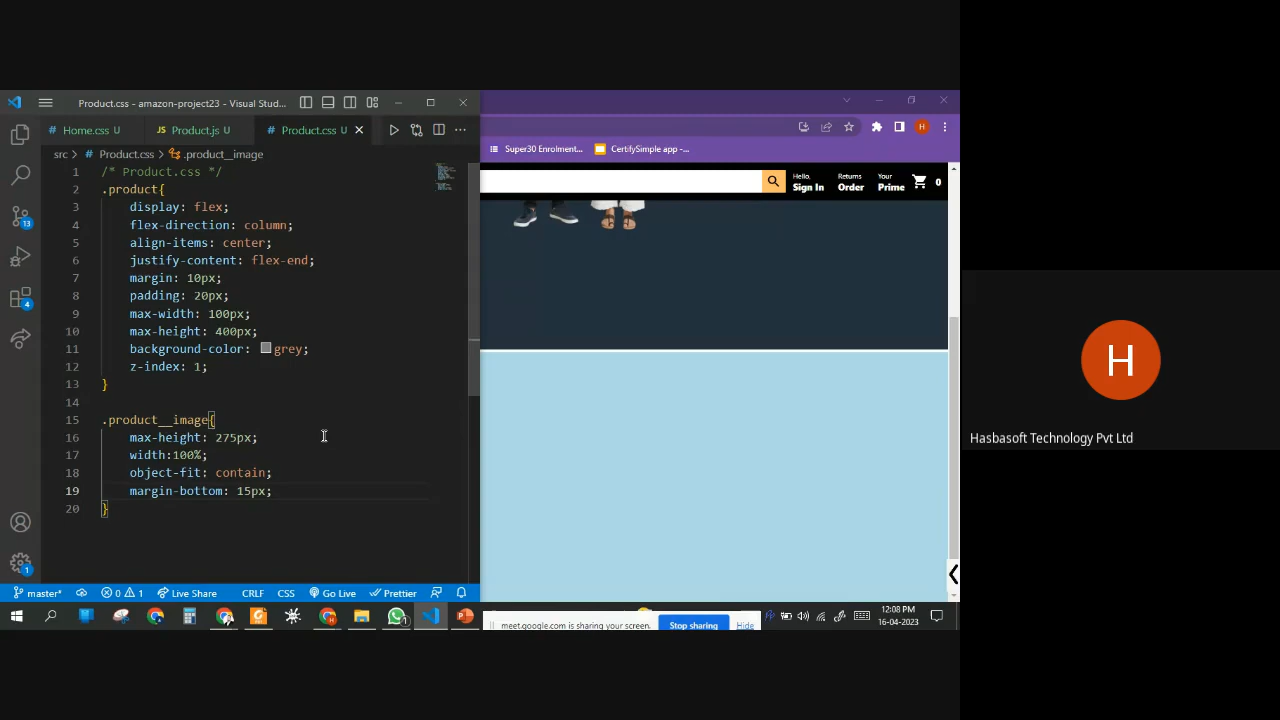 Product.css - amazon-project23 - Visual Stud...
Home.css U
JS Product.js U
# Product.css U
src > # Product.css > .product__image
1 /* Product.css */
2 .product{
3 display: flex;
4 flex-direction: column;
5 align-items: center;
6 justify-content: flex-end;
7 margin: 10px;
8 padding: 20px;
9 max-width: 100px;
10 max-height: 400px;
11 background-color: grey;
12 z-index: 1;
13 }
14
15 .product__image{
16 max-height: 275px;
17 width:100%;
18 object-fit: contain;
19 margin-bottom: 15px;
20 }
13
4
1
master*
0
1
Live Share
CRLF
CSS
Go Live
Prettier
H
Super30 Enrolment...
CertifySimple app -...
Hello,
Sign In
Returns
Order
Your
Prime
0
meet.google.com is sharing your screen.
Stop sharing
Hide
12:08 PM
16-04-2023
H
Hasbasoft Technology Pvt Ltd